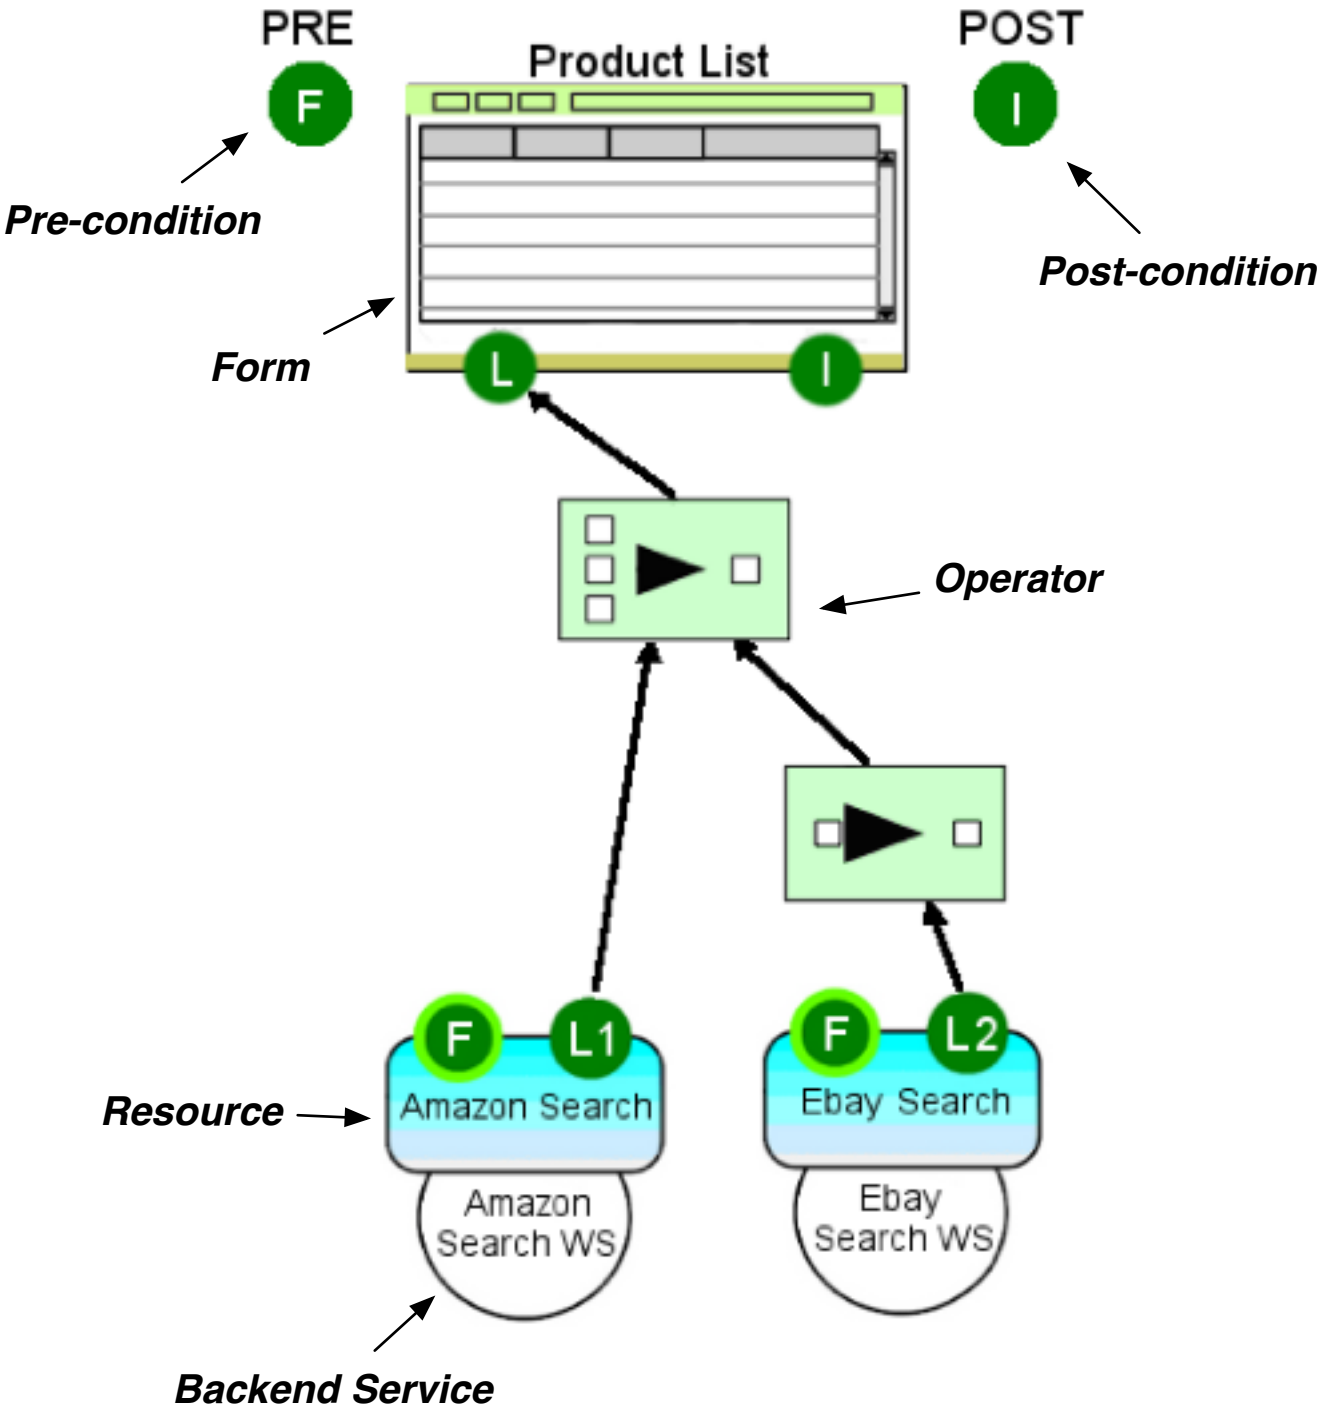 PRE
POST
Product List
F
I
Pre-condition
Post-condition
Form
L
I
Operator
F
L1
F
L2
Resource
Amazon Search
Ebay Search
Amazon
Search WS
Ebay
Search WS
Backend Service